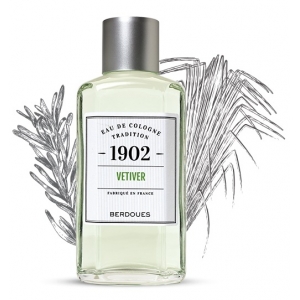 EAU DE COLOGNE
TRADITION
- 1902 -
VETIVER
FABRIQUÉ EN FRANCE
BERDOUES